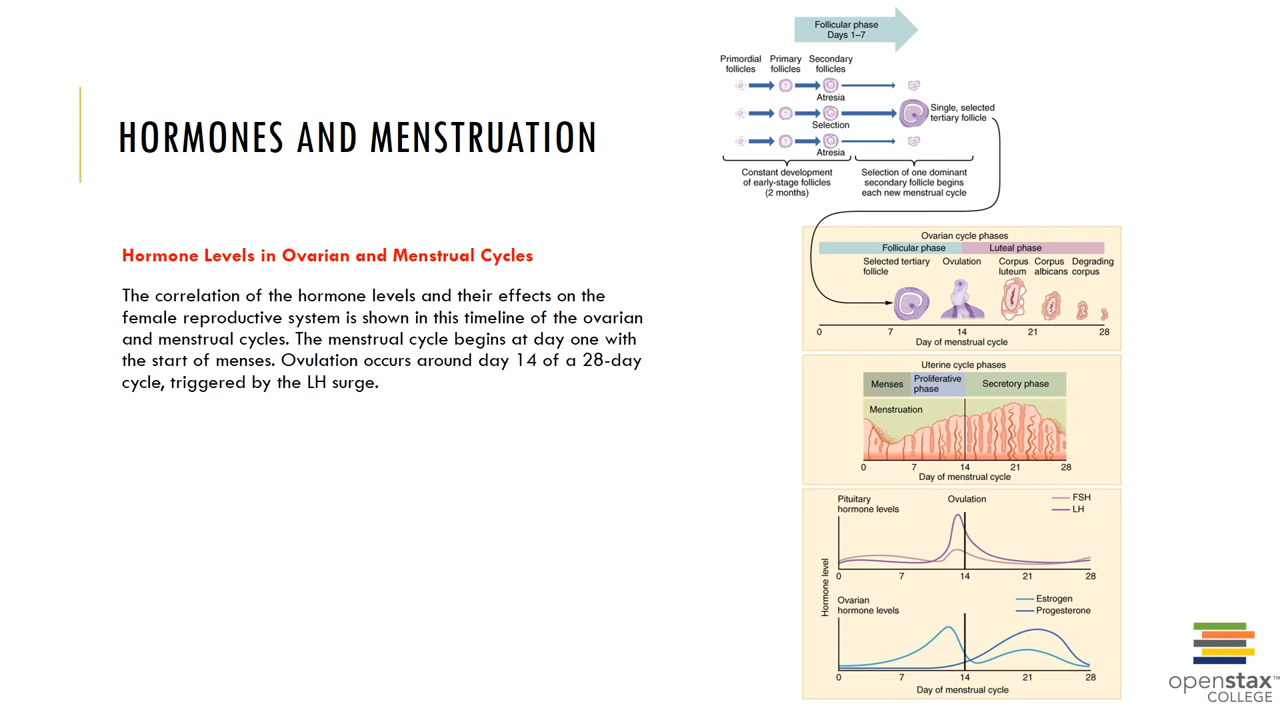 HORMONES AND MENSTRUATION
Hormone Levels in Ovarian and Menstrual Cycles
The correlation of the hormone levels and their effects on the
female reproductive system is shown in this timeline of the ovarian
and menstrual cycles. The menstrual cycle begins at day one with
the start of menses. Ovulation occurs around day 14 of a 28-day
cycle, triggered by the LH surge.
Follicular phase
Days 1–7
Primordial follicles
Primary follicles
Secondary follicles
Atresia
Selection
Atresia
Single, selected
tertiary follicle
Constant development
of early-stage follicles
(2 months)
Selection of one dominant
secondary follicle begins
each new menstrual cycle
Ovarian cycle phases
Follicular phase
Luteal phase
Selected tertiary
follicle
Ovulation
Corpus
luteum
Corpus
albicans
Degrading
corpus
0 7 14 21 28
Day of menstrual cycle
Uterine cycle phases
Menses
Proliferative
phase
Secretory phase
Menstruation
0 7 14 21 28
Day of menstrual cycle
Pituitary
hormone levels
Ovulation
FSH
LH
0 7 14 21 28
Hormone level
Ovarian
hormone levels
Estrogen
Progesterone
0 7 14 21 28
Day of menstrual cycle
openstax™
COLLEGE